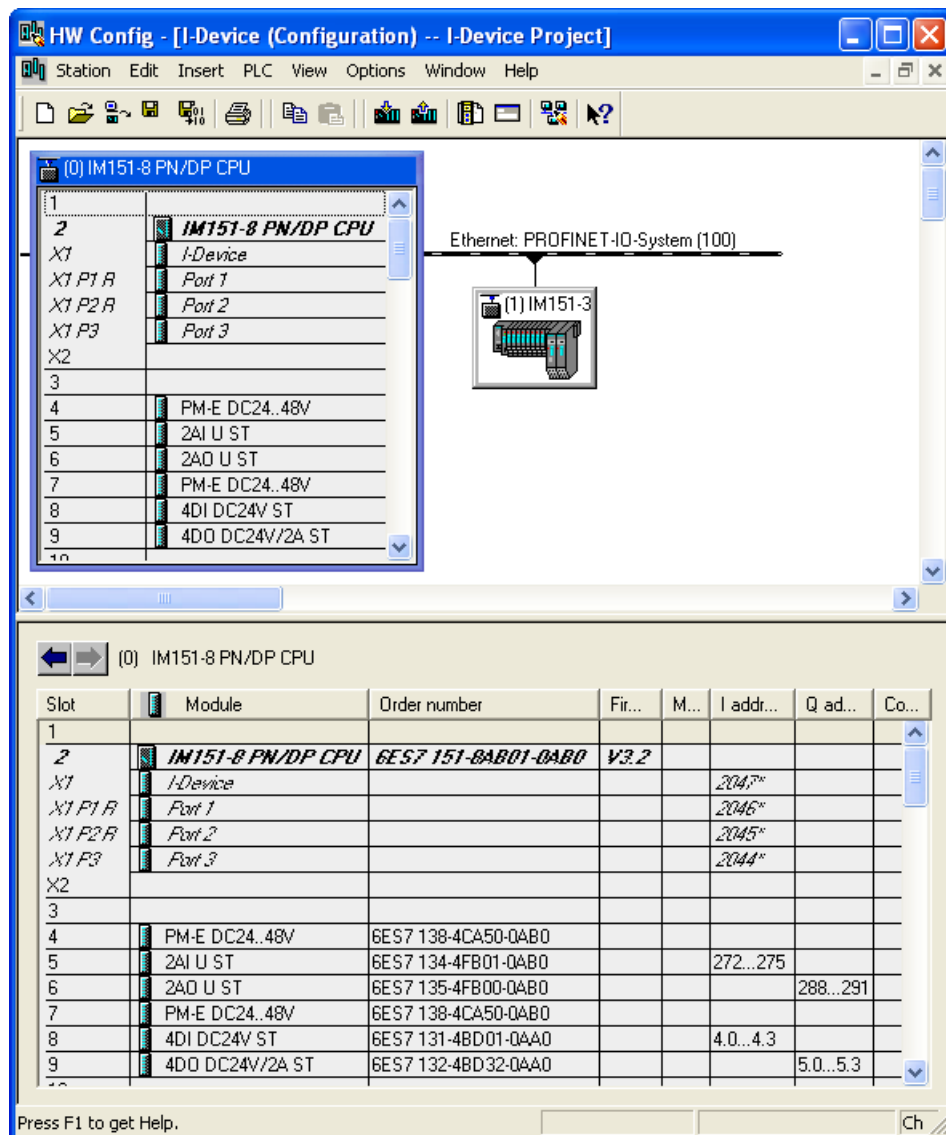 HW Config - [I-Device (Configuration) -- I-Device Project]
Station Edit Insert PLC View Options Window Help
(0) IM151-8 PN/DP CPU
1
2 IM151-8 PN/DP CPU
X1 I-Device
X1 P1 R Port 1
X1 P2 R Port 2
X1 P3 Port 3
X2
3
4 PM-E DC24..48V
5 2AI U ST
6 2AO U ST
7 PM-E DC24..48V
8 4DI DC24V ST
9 4DO DC24V/2A ST
Ethernet: PROFINET-IO-System (100)
(1) IM151-3
(0) IM151-8 PN/DP CPU
Slot Module Order number Fir... M... I addr... Q ad... Co...
1
2 IM151-8 PN/DP CPU 6ES7 151-8AB01-0AB0 V3.2
X1 I-Device 2047*
X1 P1 R Port 1 2046*
X1 P2 R Port 2 2045*
X1 P3 Port 3 2044*
X2
3
4 PM-E DC24..48V 6ES7 138-4CA50-0AB0
5 2AI U ST 6ES7 134-4FB01-0AB0 272...275
6 2AO U ST 6ES7 135-4FB00-0AB0 288...291
7 PM-E DC24..48V 6ES7 138-4CA50-0AB0
8 4DI DC24V ST 6ES7 131-4BD01-0AA0 4.0...4.3
9 4DO DC24V/2A ST 6ES7 132-4BD32-0AA0 5.0...5.3
Press F1 to get Help. Ch